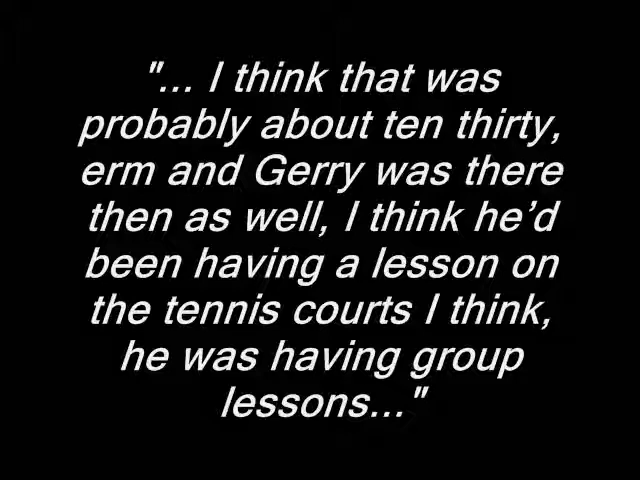 "... I think that was
probably about ten thirty,
erm and Gerry was there
then as well, I think he’d
been having a lesson on
the tennis courts I think,
he was having group
lessons..."